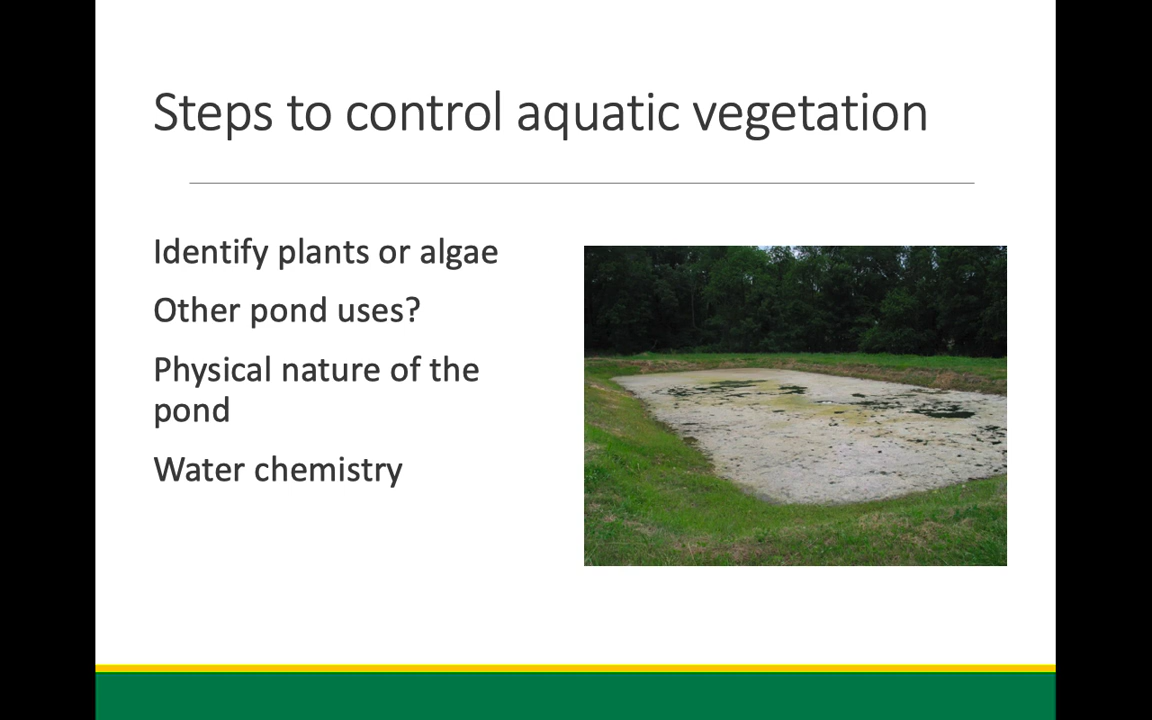 Steps to control aquatic vegetation
Identify plants or algae
Other pond uses?
Physical nature of the
pond
Water chemistry